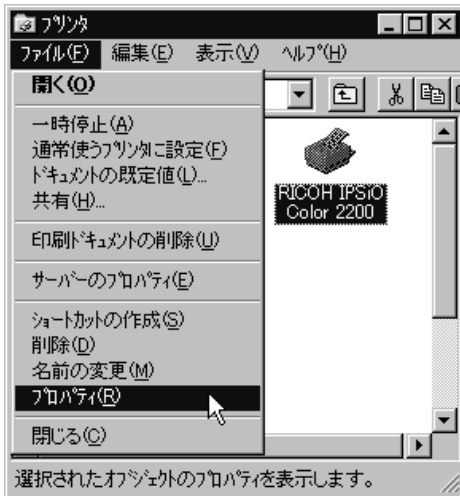 プリンタ
ファイル(F) 編集(E) 表示(V) ヘルプ(H)
開く(O)
一時停止(A)
通常使うプリンタに設定(F)
ドキュメントの既定値(L)...
共有(H)...
印刷ドキュメントの削除(U)
サーバーのプロパティ(E)
ショートカットの作成(S)
削除(D)
名前の変更(M)
プロパティ(R)
閉じる(C)
RICOH IPSiO
Color 2200
選択されたオブジェクトのプロパティを表示します。